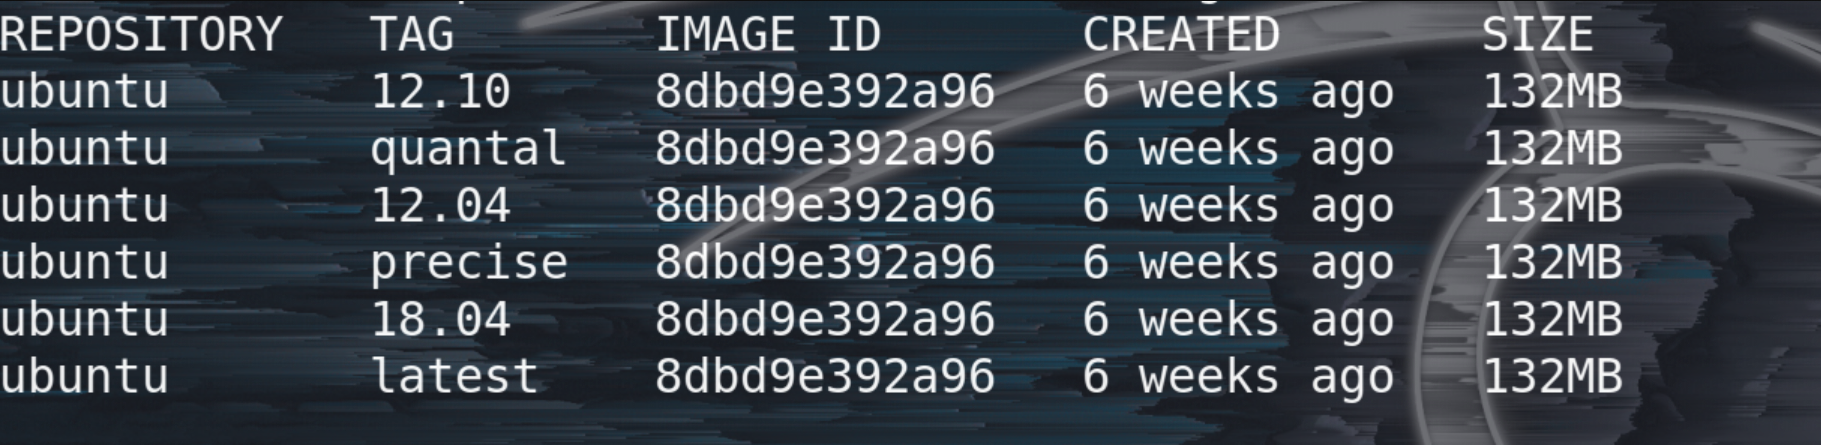 REPOSITORY TAG IMAGE ID CREATED SIZE
ubuntu 12.10 8dbd9e392a96 6 weeks ago 132MB
ubuntu quantal 8dbd9e392a96 6 weeks ago 132MB
ubuntu 12.04 8dbd9e392a96 6 weeks ago 132MB
ubuntu precise 8dbd9e392a96 6 weeks ago 132MB
ubuntu 18.04 8dbd9e392a96 6 weeks ago 132MB
ubuntu latest 8dbd9e392a96 6 weeks ago 132MB